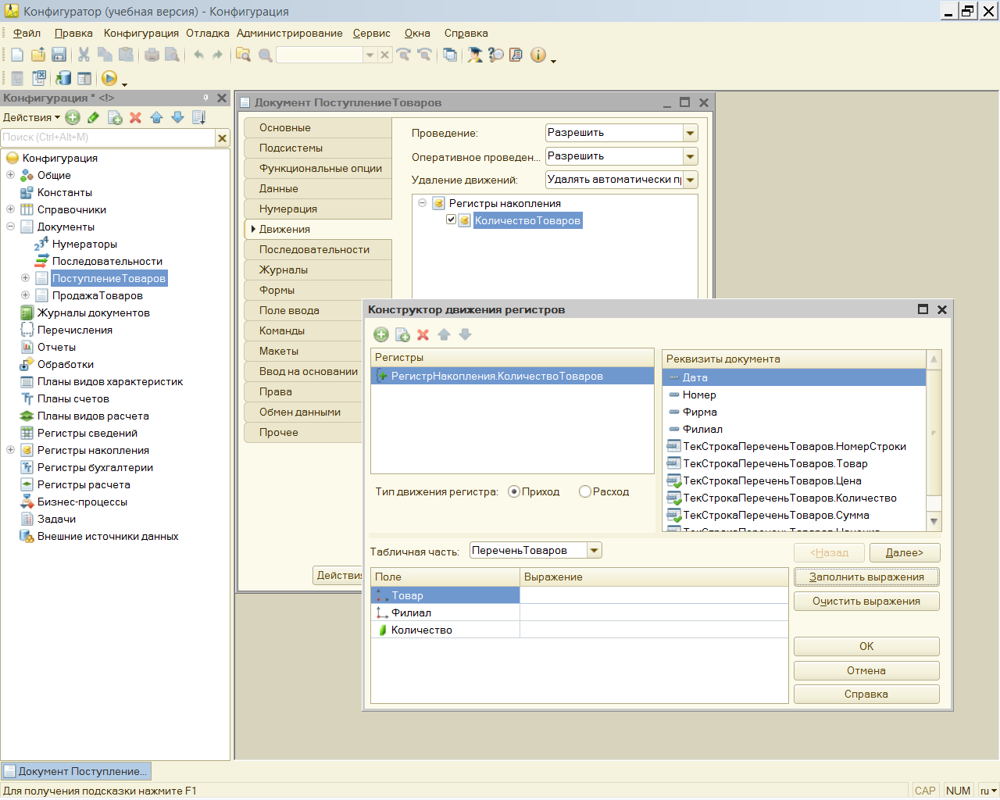 Конфигуратор (учебная версия) - Конфигурация
Файл Правка Конфигурация Отладка Администрирование Сервис Окна Справка
Конфигурация * <!>
Действия
Поиск (Ctrl+Alt+M)
Конфигурация
Общие
Константы
Справочники
Документы
Нумераторы
Последовательности
ПоступлениеТоваров
ПродажаТоваров
Журналы документов
Перечисления
Отчеты
Обработки
Планы видов характеристик
Планы счетов
Планы видов расчета
Регистры сведений
Регистры накопления
Регистры бухгалтерии
Регистры расчета
Бизнес-процессы
Задачи
Внешние источники данных
Документ ПоступлениеТоваров
Основные
Подсистемы
Функциональные опции
Данные
Нумерация
Движения
Последовательности
Журналы
Формы
Поле ввода
Команды
Макеты
Ввод на основании
Права
Обмен данными
Прочее
Проведение: Разрешить
Оперативное проведен... Разрешить
Удаление движений: Удалять автоматически п
Регистры накопления
КоличествоТоваров
Действия
Конструктор движения регистров
Регистры
РегистрНакопления.КоличествоТоваров
Тип движения регистра: Приход Расход
Реквизиты документа
Дата
Номер
Фирма
Филиал
ТекСтрокаПереченьТоваров.НомерСтроки
ТекСтрокаПереченьТоваров.Товар
ТекСтрокаПереченьТоваров.Цена
ТекСтрокаПереченьТоваров.Количество
ТекСтрокаПереченьТоваров.Сумма
Табличная часть: ПереченьТоваров
<Назад Далее>
Поле Выражение
Товар
Филиал
Количество
Заполнить выражения
Очистить выражения
OK
Отмена
Справка
Документ Поступление...
Для получения подсказки нажмите F1
CAP NUM ru